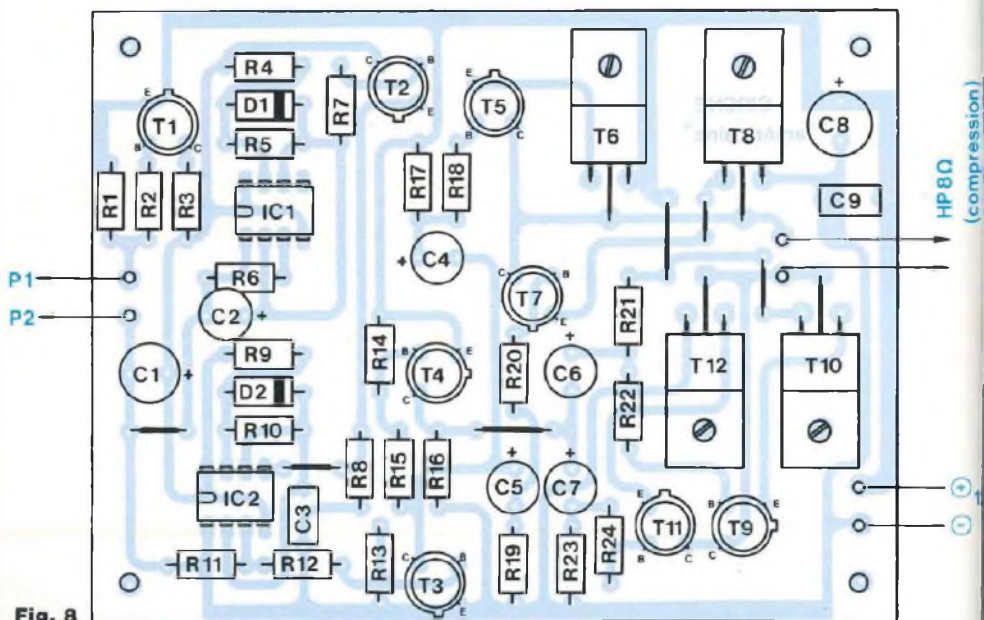 R4
D1
R5
R7
T1
T2
T5
T6
T8
C8
C9
R1
R2
R3
IC1
R17
R18
C4
P1
P2
R6
C2
C1
R9
D2
R10
R14
T4
T7
R20
C6
R21
R22
T12
T10
HP 8Ω
(compression)
IC2
C3
R8
R15
R16
C5
C7
R11
R12
R13
T3
R19
R23
R24
T11
T9
+
−
Fig. 8